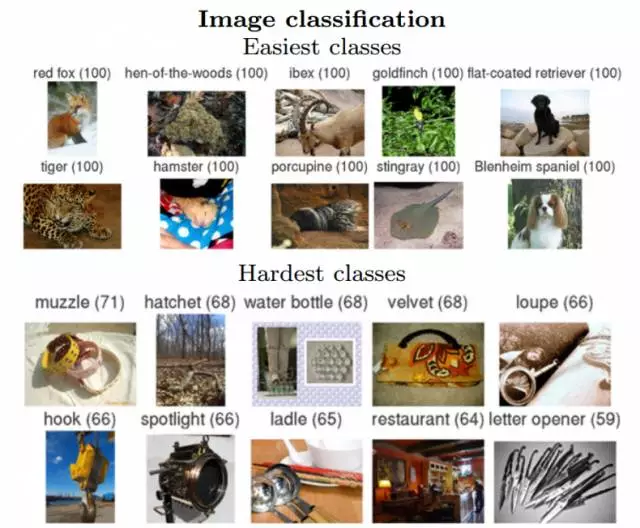 Image classification
Easiest classes
red fox (100) hen-of-the-woods (100) ibex (100) goldfinch (100) flat-coated retriever (100)
tiger (100) hamster (100) porcupine (100) stingray (100) Blenheim spaniel (100)
Hardest classes
muzzle (71) hatchet (68) water bottle (68) velvet (68) loupe (66)
hook (66) spotlight (66) ladle (65) restaurant (64) letter opener (59)